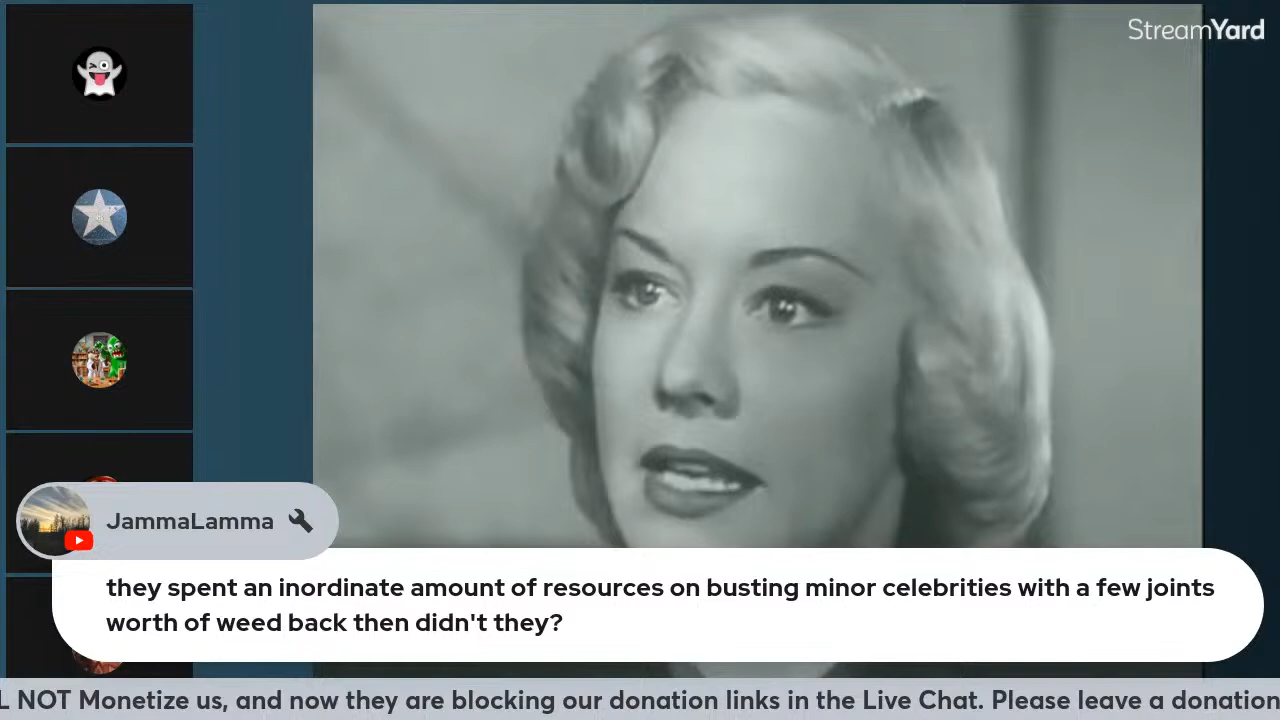 StreamYard
JammaLamma
they spent an inordinate amount of resources on busting minor celebrities with a few joints
worth of weed back then didn't they?
L NOT Monetize us, and now they are blocking our donation links in the Live Chat. Please leave a donation